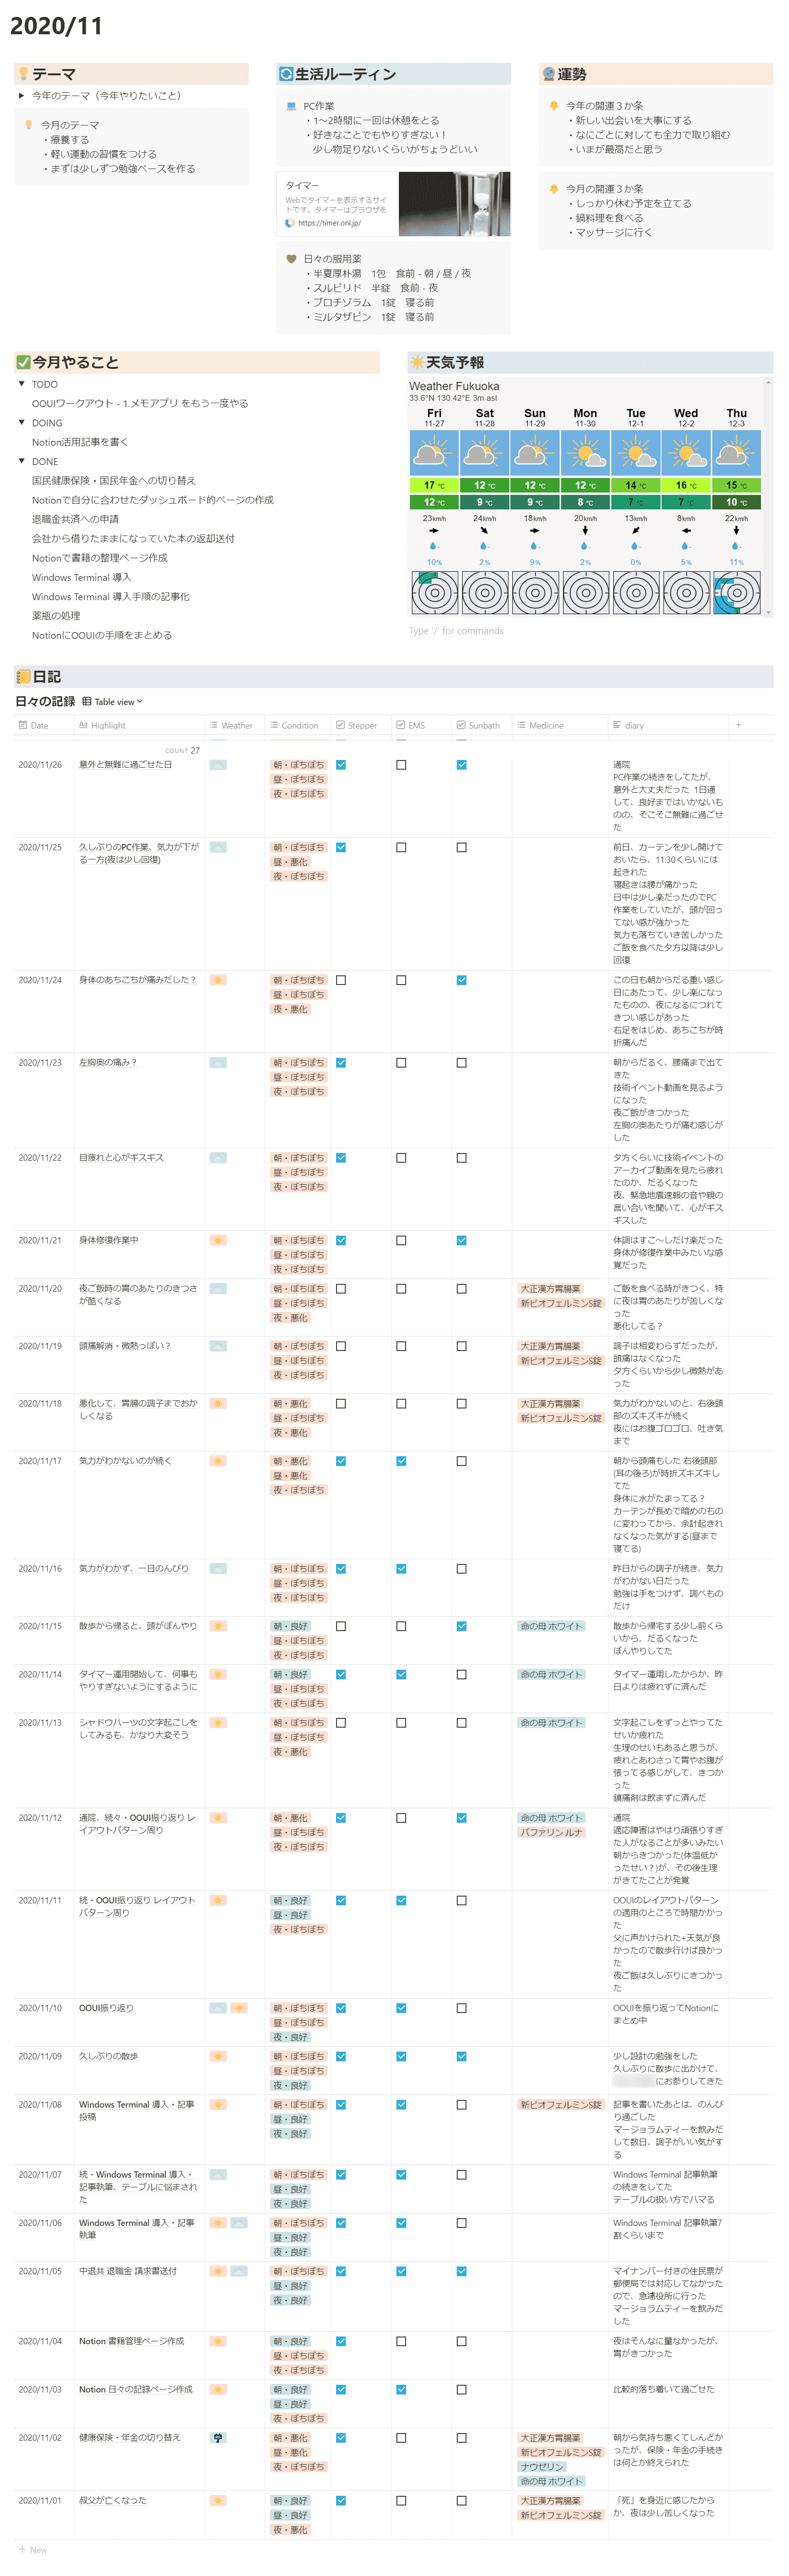 2020/11
テーマ
今年のテーマ（今年やりたいこと）
今月のテーマ
・療養する
・軽い運動の習慣をつける
・まずは少しずつ勉強ベースを作る
生活ルーティン
PC作業
・1～2時間に一回は休憩をとる
・好きなことでもやりすぎない！
少し物足りないくらいがちょうどいい
タイマー
Webでタイマーを表示するサイ
トです。タイマーはブラウザを
https://timer.onl.jp/
日々の服用薬
・半夏厚朴湯 1包 食前 - 朝 / 昼 / 夜
・スルピリド 半錠 食前 - 夜
・ブロチゾラム 1錠 寝る前
・ミルタザピン 1錠 寝る前
運勢
今年の開運３か条
・新しい出会いを大事にする
・なにごとに対しても全力で取り組む
・いまが最高だと思う
今月の開運３か条
・しっかり休む予定を立てる
・鍋料理を食べる
・マッサージに行く
今月やること
TODO
OOUIワークアウト - 1.メモアプリ をもう一度やる
DOING
Notion活用記事を書く
DONE
国民健康保険・国民年金への切り替え
Notionで自分に合わせたダッシュボード的ページの作成
退職金共済への申請
会社から借りたままになっていた本の返却送付
Notionで書籍の整理ページ作成
Windows Terminal 導入
Windows Terminal 導入手順の記事化
薬瓶の処理
NotionにOOUIの手順をまとめる
天気予報
Weather Fukuoka
33.6°N 130.42°E 3m asl
Fri Sat Sun Mon Tue Wed Thu
11-27 11-28 11-29 11-30 12-1 12-2 12-3
17 °C 12 °C 12 °C 12 °C 14 °C 16 °C 15 °C
12 °C 9 °C 9 °C 8 °C 7 °C 7 °C 10 °C
23km/h 24km/h 18km/h 20km/h 13km/h 8km/h 22km/h
- - - - - - -
10% 2% 9% 2% 0% 5% 11%
Type '/' for commands
日記
日々の記録 Table view
Date Highlight Weather Condition Stepper EMS Sunbath Medicine diary
COUNT 27
2020/11/26 意外と無難に過ごせた日 朝・ぼちぼち 通院
昼・ぼちぼち PC作業の続きをしてたが、
夜・ぼちぼち 意外と大丈夫だった 1日通
して、良好まではいかないも
のの、そこそこ無難に過ごせ
た
2020/11/25 久しぶりのPC作業、気力が下が 朝・ぼちぼち 前日、カーテンを少し開けて
る一方(夜は少し回復) 昼・悪化 おいたら、11:30くらいには
夜・ぼちぼち 起きれた
寝起きは腰が痛かった
日中は少し楽だったのでPC
作業をしていたが、頭が回っ
てない感が強かった
気力も落ちていき苦しかった
ご飯を食べた夕方以降は少し
回復
2020/11/24 身体のあちこちが痛みだした？ 朝・ぼちぼち この日も朝からだる重い感じ
昼・ぼちぼち 日にあたって、少し楽になっ
夜・悪化 たものの、夜になるにつれて
きつい感じがあった
右足をはじめ、あちこちが時
折痛んだ
2020/11/23 左胸奥の痛み？ 朝・ぼちぼち 朝からだるく、腰痛まで出て
昼・ぼちぼち きた
夜・ぼちぼち 技術イベント動画を見るよう
になった
夜ご飯がきつかった
左胸の奥あたりが痛む感じが
した
2020/11/22 目疲れと心がギスギス 朝・ぼちぼち 夕方くらいに技術イベントの
昼・ぼちぼち アーカイブ動画を見たら疲れ
夜・ぼちぼち たのか、だるくなった
夜、緊急地震速報の音や親の
言い合いを聞いて、心がギス
ギスした
2020/11/21 身体修復作業中 朝・ぼちぼち 体調はすこ～しだけ楽だった
昼・ぼちぼち 身体が修復作業中みたいな感
夜・ぼちぼち 覚だった
2020/11/20 夜ご飯時の胃のあたりのきつさ 朝・ぼちぼち 大正漢方胃腸薬 ご飯を食べる時がきつく、特
が酷くなる 昼・ぼちぼち 新ビオフェルミンS錠 に夜は胃のあたりが苦しくな
夜・悪化 った
悪化してる？
2020/11/19 頭痛解消・微熱っぽい？ 朝・ぼちぼち 大正漢方胃腸薬 調子は相変わらずだったが、
昼・ぼちぼち 新ビオフェルミンS錠 頭痛はなくなった
夜・ぼちぼち 夕方くらいから少し微熱があ
った
2020/11/18 悪化して、胃腸の調子までおか 朝・悪化 大正漢方胃腸薬 気力がわかないのと、右後頭
しくなる 昼・ぼちぼち 新ビオフェルミンS錠 部のズキズキが続く
夜・悪化 夜にはお腹ゴロゴロ、吐き気
まで
2020/11/17 気力がわかないのが続く 朝・悪化 朝から頭痛もした 右後頭部
昼・悪化 (耳の後ろ)が時折ズキズキし
夜・ぼちぼち てた
身体に水がたまってる？
カーテンが長めで暗めのもの
に変わってから、余計起きれ
なくなった気がする(昼まで
寝てる)
2020/11/16 気力がわかず、一日のんびり 朝・ぼちぼち 昨日からの調子が続き、気力
昼・ぼちぼち がわかない日だった
夜・ぼちぼち 勉強は手をつけず、調べもの
だけ
2020/11/15 散歩から帰ると、頭がぼんやり 朝・良好 命の母 ホワイト 散歩から帰宅する少し前くら
昼・ぼちぼち いから、だるくなった
夜・ぼちぼち ぼんやりしてた
2020/11/14 タイマー運用開始して、何事も 朝・良好 命の母 ホワイト タイマー運用したからか、昨
やりすぎないようにするように 昼・ぼちぼち 日よりは疲れずに済んだ
夜・ぼちぼち
2020/11/13 シャドウハーツの文字起こしを 朝・ぼちぼち 命の母 ホワイト 文字起こしをずっとやってた
してみるも、かなり大変そう 昼・ぼちぼち せいか疲れた
夜・悪化 生理のせいもあると思うが、
疲れとあわさって胃やお腹が
張ってる感じがして、きつか
った
鎮痛剤は飲まずに済んだ
2020/11/12 通院、続々・OOUI振り返り レ 朝・悪化 命の母 ホワイト 通院
イアウトパターン周り 昼・ぼちぼち バファリン ルナ 適応障害はやはり頑張りすぎ
夜・ぼちぼち た人がなることが多いみたい
朝からきつかった(体温低か
ったせい？)が、その後生理
がきてたことが発覚
2020/11/11 続・OOUI振り返り レイアウト 朝・良好 OOUIのレイアウトパターン
パターン周り 昼・良好 の適用のところで時間かかっ
夜・ぼちぼち た
父に声かけられた+天気が良
かったので散歩行けば良かっ
た
夜ご飯は久しぶりにきつかっ
た
2020/11/10 OOUI振り返り 朝・ぼちぼち OOUIを振り返ってNotionに
昼・ぼちぼち まとめ中
夜・良好
2020/11/09 久しぶりの散歩 朝・ぼちぼち 少し設計の勉強をした
昼・ぼちぼち 久しぶりに散歩に出かけて、
夜・良好 にお参りしてきた
2020/11/08 Windows Terminal 導入・記事 朝・ぼちぼち 新ビオフェルミンS錠 記事を書いたあとは、のんび
投稿 昼・良好 り過ごした
夜・良好 マージョラムティーを飲みだ
して数日、調子がいい気がす
る
2020/11/07 続・Windows Terminal 導入・ 朝・ぼちぼち Windows Terminal 記事執筆
記事執筆、テーブルに悩まされ 昼・良好 の続きをしてた
た 夜・良好 テーブルの扱い方でハマる
2020/11/06 Windows Terminal 導入・記事 朝・ぼちぼち Windows Terminal 記事執筆7
執筆 昼・良好 割くらいまで
夜・良好
2020/11/05 中退共 退職金 請求書送付 朝・ぼちぼち マイナンバー付きの住民票が
昼・良好 郵便局では対応してなかった
夜・良好 ので、急遽役所に行った
マージョラムティーを飲みだ
した
2020/11/04 Notion 書籍管理ページ作成 朝・良好 夜はそんなに量なかったが、
昼・ぼちぼち 胃がきつかった
夜・ぼちぼち
2020/11/03 Notion 日々の記録ページ作成 朝・良好 比較的落ち着いて過ごせた
昼・良好
夜・ぼちぼち
2020/11/02 健康保険・年金の切り替え 朝・悪化 大正漢方胃腸薬 朝から気持ち悪くてしんどか
昼・悪化 新ビオフェルミンS錠 ったが、保険・年金の手続き
夜・ぼちぼち ナウゼリン は何とか終えられた
命の母 ホワイト
2020/11/01 叔父が亡くなった 朝・良好 大正漢方胃腸薬 「死」を身近に感じたから
昼・良好 新ビオフェルミンS錠 か、夜は少し苦しくなった
夜・悪化
New